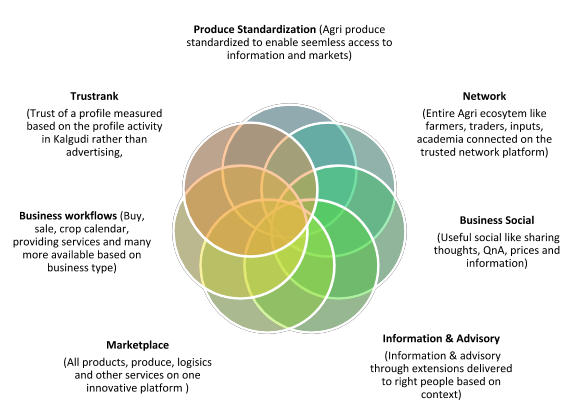 Produce Standardization (Agri produce
standardized to enable seemless access to
information and markets)
Trustrank
(Trust of a profile measured
based on the profile activity
in Kalgudi rather than
advertising,
Network
(Entire Agri ecosytem like
farmers, traders, inputs,
academia connected on the
trusted network platform)
Business workflows (Buy,
sale, crop calendar,
providing services and many
more available based on
business type)
Business Social
(Useful social like sharing
thoughts, QnA, prices and
information)
Marketplace
(All products, produce, logisics
and other services on one
innovative platform )
Information & Advisory
(Information & advisory
through extensions delivered
to right people based on
context)